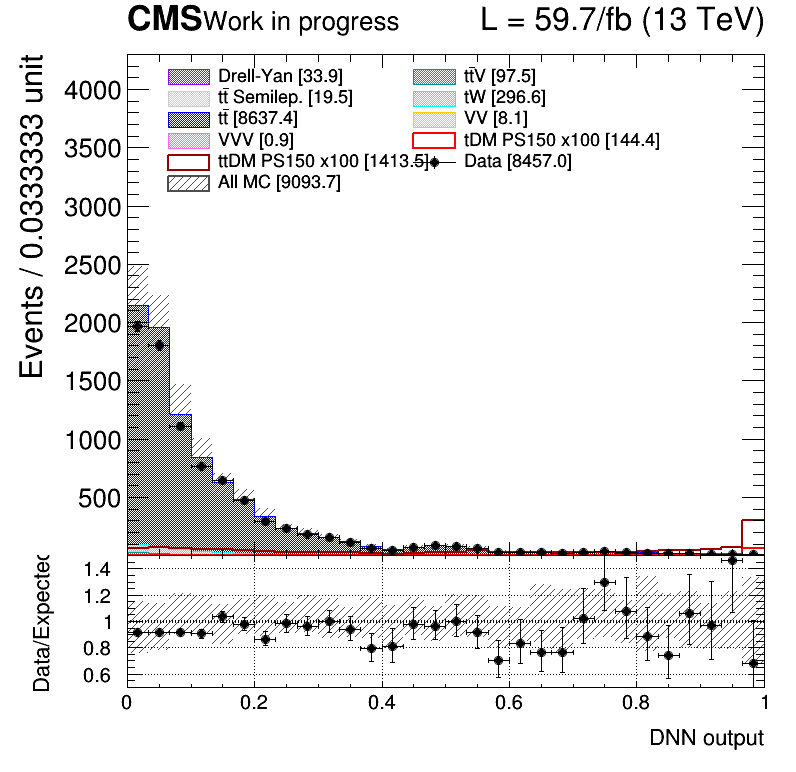 CMS Work in progress L = 59.7/fb (13 TeV)
Events / 0.0333333 unit
4000
3500
3000
2500
2000
1500
1000
500
Drell-Yan [33.9] tt̄V [97.5]
tt̄ Semilep. [19.5] tW [296.6]
tt̄ [8637.4] VV [8.1]
VVV [0.9] tDM PS150 x100 [144.4]
ttDM PS150 x100 [1413.5] Data [8457.0]
All MC [9093.7]
Data/Expected
1.4
1.2
1
0.8
0.6
0 0.2 0.4 0.6 0.8 1
DNN output